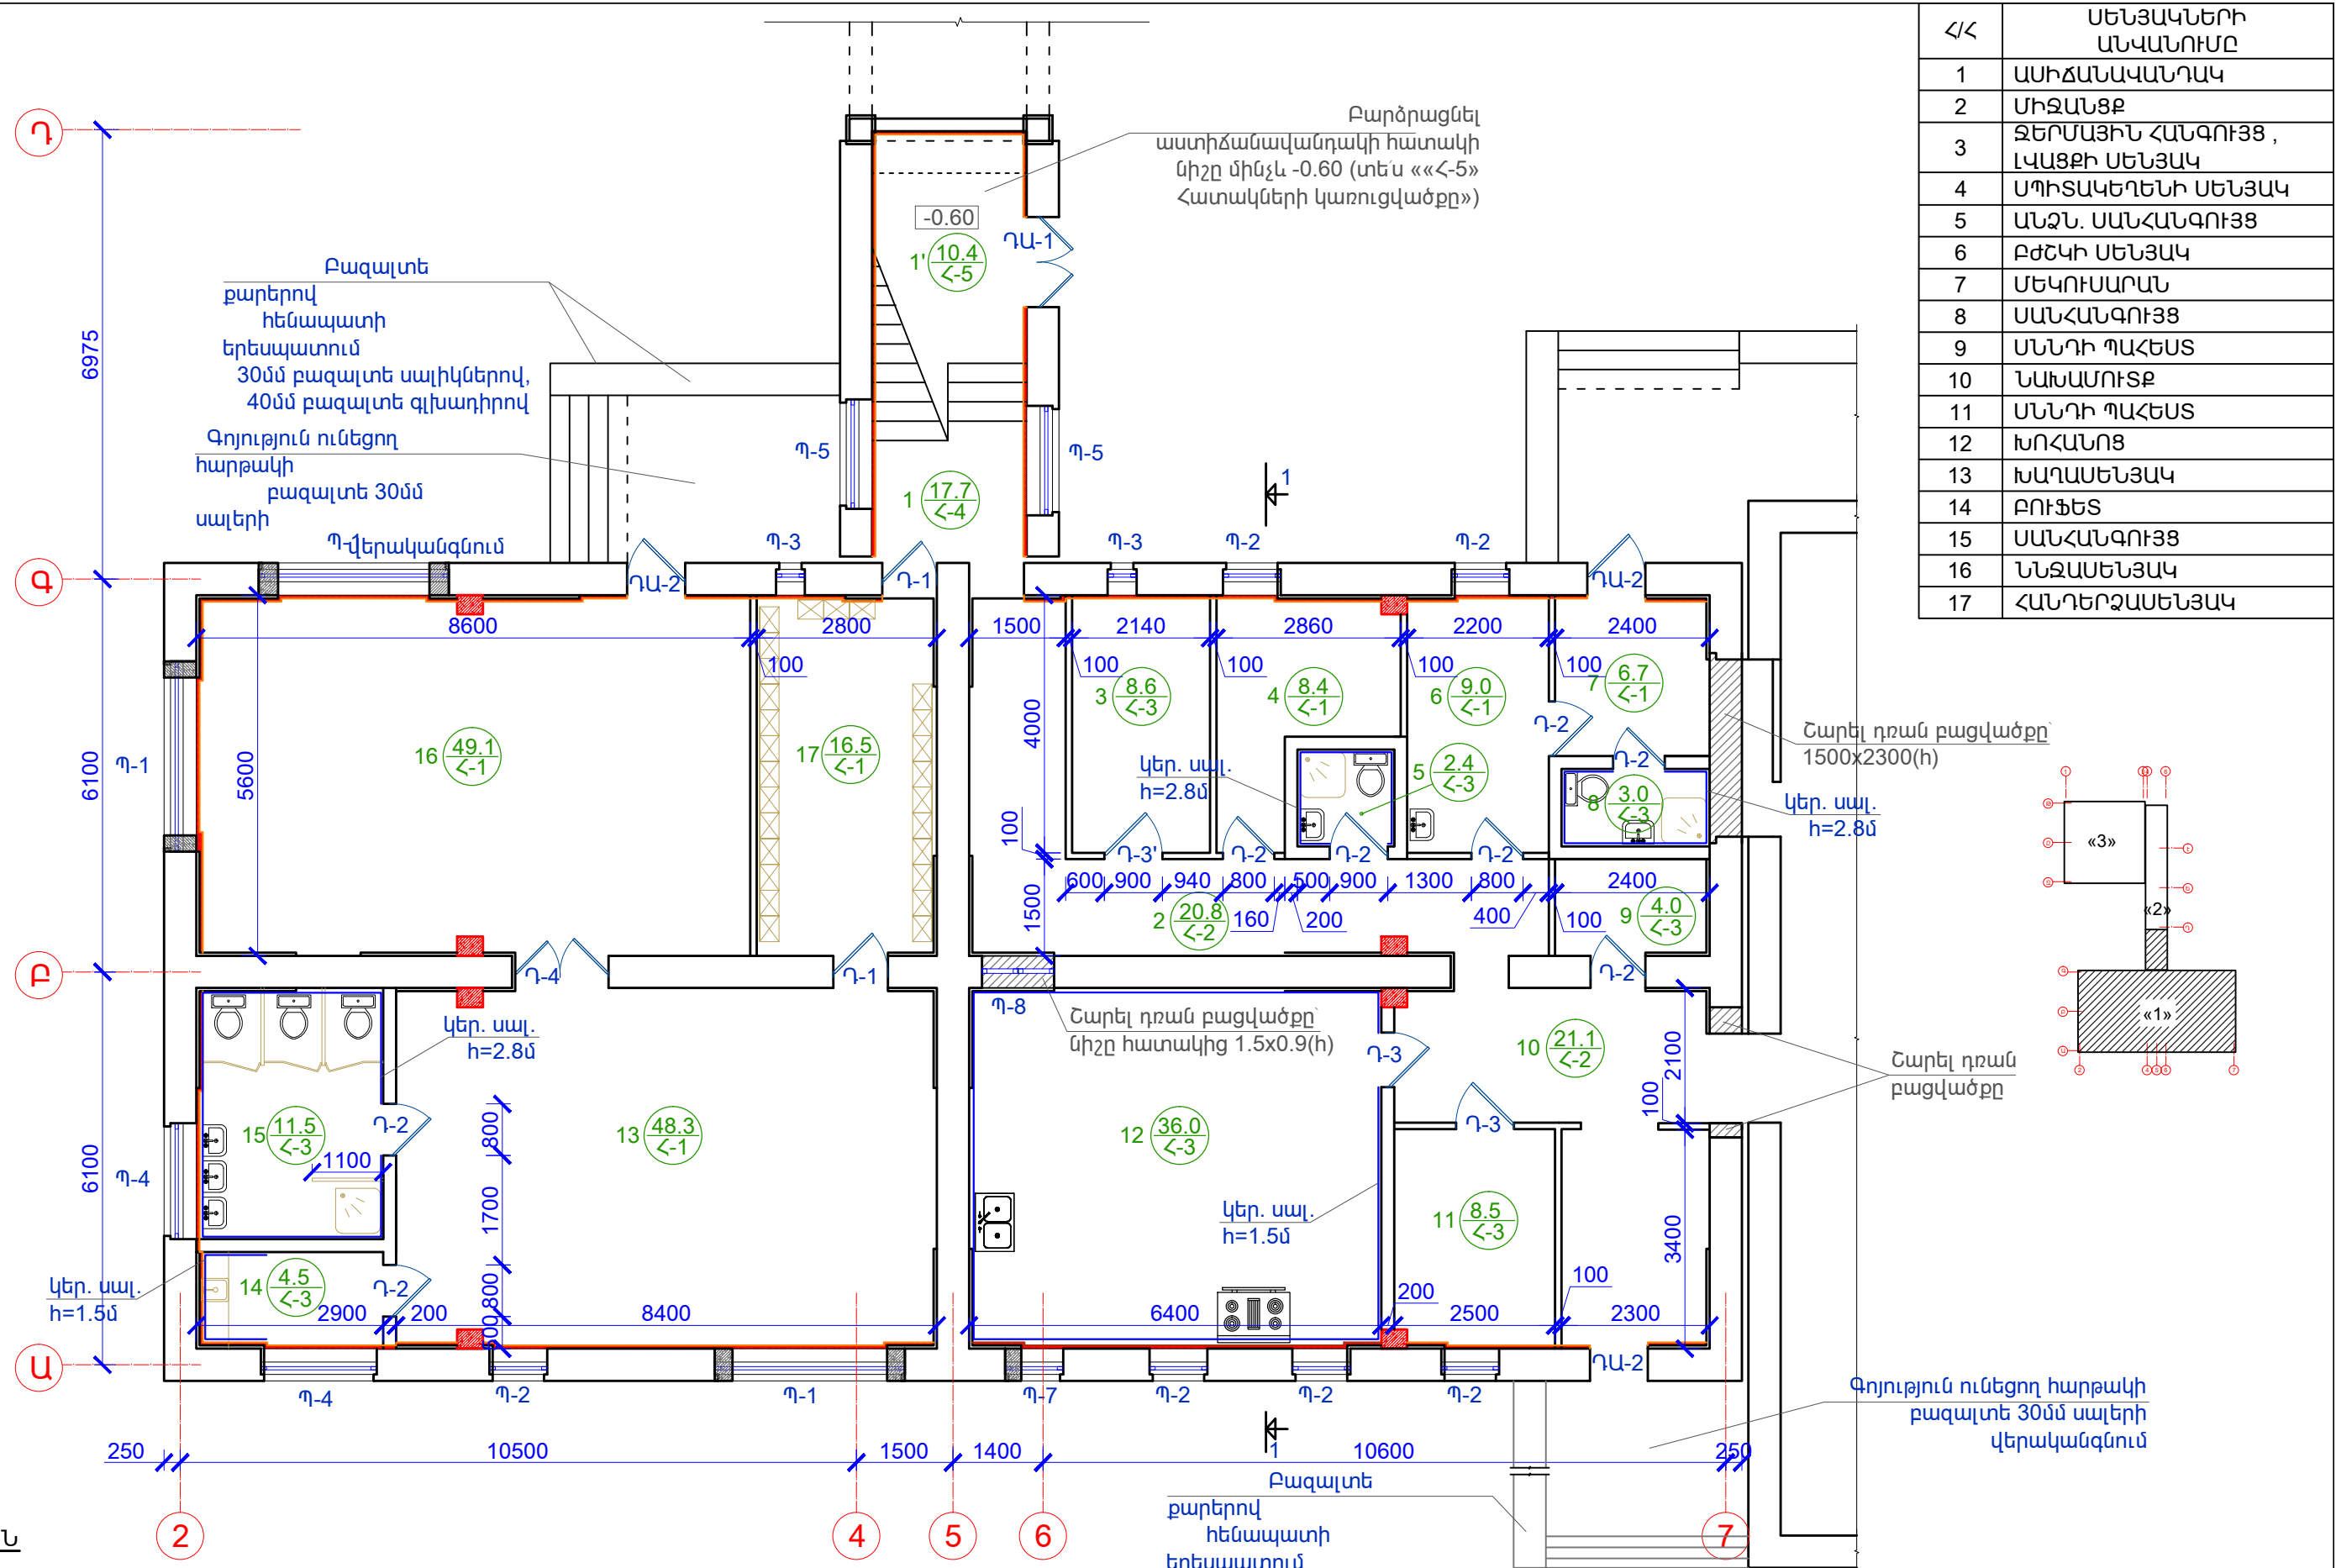 Հ/Հ ՍԵՆՅԱԿՆԵՐԻ
ԱՆՎԱՆՈՒՄԸ
1 ԱՍԻՃԱՆԱՎԱՆԴԱԿ
2 ՄԻՋԱՆՑՔ
3 ՋԵՐՄԱՅԻՆ ՀԱՆԳՈՒՅՑ ,
ԼՎԱՑՔԻ ՍԵՆՅԱԿ
4 ՍՊԻՏԱԿԵՂԵՆԻ ՍԵՆՅԱԿ
5 ԱՆՁՆ. ՍԱՆՀԱՆԳՈՒՅՑ
6 ԲԺՇԿԻ ՍԵՆՅԱԿ
7 ՄԵԿՈՒՍԱՐԱՆ
8 ՍԱՆՀԱՆԳՈՒՅՑ
9 ՍՆՆԴԻ ՊԱՀԵՍՏ
10 ՆԱԽԱՄՈՒՏՔ
11 ՍՆՆԴԻ ՊԱՀԵՍՏ
12 ԽՈՀԱՆՈՑ
13 ԽԱՂԱՍԵՆՅԱԿ
14 ԲՈՒՖԵՏ
15 ՍԱՆՀԱՆԳՈՒՅՑ
16 ՆՆՋԱՍԵՆՅԱԿ
17 ՀԱՆԴԵՐՁԱՍԵՆՅԱԿ
Դ
Բարձրացնել
աստիճանավանդակի հատակի
նիշը մինչև -0.60 (տե՛ս ««Հ-5»
Հատակների կառուցվածքը»)
-0.60
1' 10.4
Հ-5
ԴԱ-1
Բազալտե
քարերով
հենապատի
երեսպատում
30մմ բազալտե սալիկներով,
40մմ բազալտե գլխադիրով
Գոյություն ունեցող
հարթակի
բազալտե 30մմ
սալերի
վերականգնում
6975
Պ-5
Պ-5
1 17.7
Հ-4
1
Պ-1
Պ-3
Պ-3
Պ-2
Պ-2
Գ
ԴԱ-2
Դ-1
ԴԱ-2
8600
2800
1500
2140
2860
2200
2400
100
100
100
100
100
3 8.6
Հ-3
4 8.4
Հ-1
6 9.0
Հ-1
7 6.7
Հ-1
Դ-2
4000
5600
6100
Պ-1
16 49.1
Հ-1
17 16.5
Հ-1
կեր. սալ.
h=2.8մ
5 2.4
Հ-3
Դ-2
8 3.0
Հ-3
Շարել դռան բացվածքը՝
1500x2300(h)
կեր. սալ.
h=2.8մ
100
Դ-3'
Դ-2
Դ-2
Դ-2
600
900
940
800
500
900
1300
800
2400
1500
2 20.8
Հ-2
160
200
400
100
9 4.0
Հ-3
Բ
Դ-4
Դ-1
Դ-2
Պ-8
Շարել դռան բացվածքը՝
նիշը հատակից 1.5x0.9(h)
կեր. սալ.
h=2.8մ
Դ-3
10 21.1
Հ-2
2100
100
Շարել դռան
բացվածքը
6100
Պ-4
15 11.5
Հ-3
Դ-2
1100
800
1700
800
13 48.3
Հ-1
12 36.0
Հ-3
Դ-3
կեր. սալ.
h=1.5մ
11 8.5
Հ-3
3400
կեր. սալ.
h=1.5մ
14 4.5
Հ-3
Դ-2
2900
200
8400
6400
200
2500
100
2300
Ա
Պ-4
Պ-2
Պ-1
Պ-7
Պ-2
Պ-2
Պ-2
ԴԱ-2
Գոյություն ունեցող հարթակի
բազալտե 30մմ սալերի
վերականգնում
250
10500
1500
1400
1
10600
250
Բազալտե
քարերով
հենապատի
երեսպատում
2
4
5
6
7
Ն
«3»
«2»
«1»